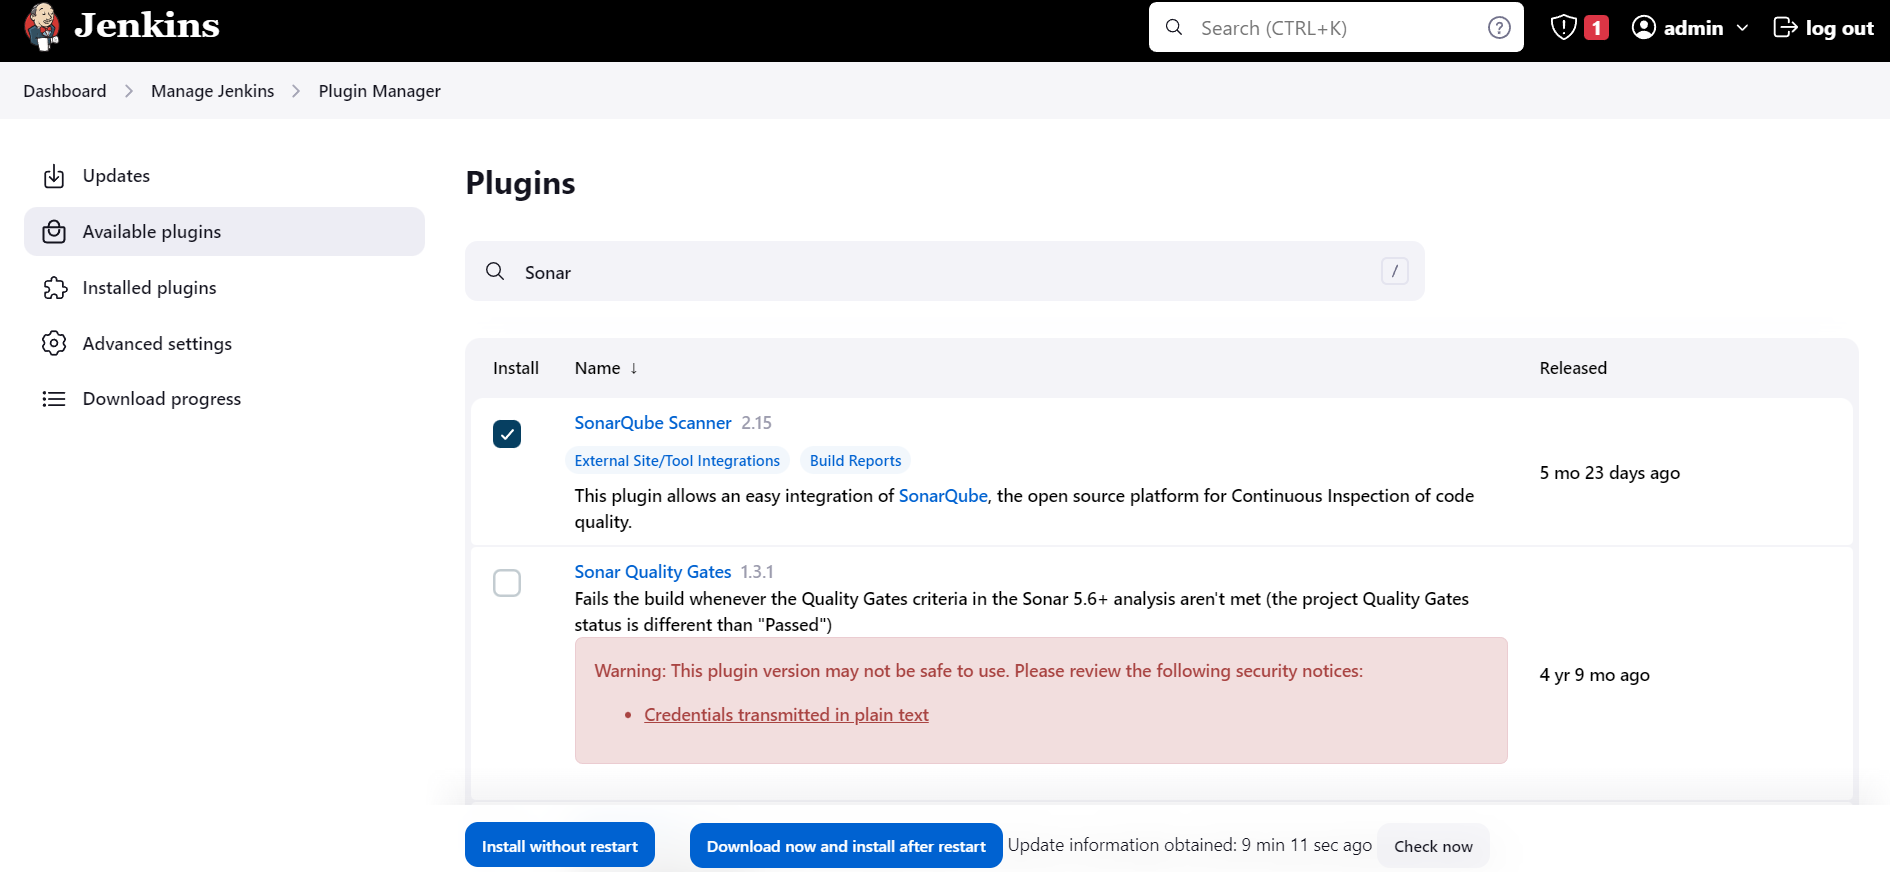 Jenkins
Search (CTRL+K)
?
1
admin
log out
Dashboard
Manage Jenkins
Plugin Manager
Updates
Available plugins
Installed plugins
Advanced settings
Download progress
Plugins
Sonar
/
Install
Name ↓
Released
SonarQube Scanner 2.15
External Site/Tool Integrations
Build Reports
This plugin allows an easy integration of SonarQube, the open source platform for Continuous Inspection of code
quality.
5 mo 23 days ago
Sonar Quality Gates 1.3.1
Fails the build whenever the Quality Gates criteria in the Sonar 5.6+ analysis aren't met (the project Quality Gates
status is different than "Passed")
Warning: This plugin version may not be safe to use. Please review the following security notices:
• Credentials transmitted in plain text
4 yr 9 mo ago
Install without restart
Download now and install after restart
Update information obtained: 9 min 11 sec ago
Check now